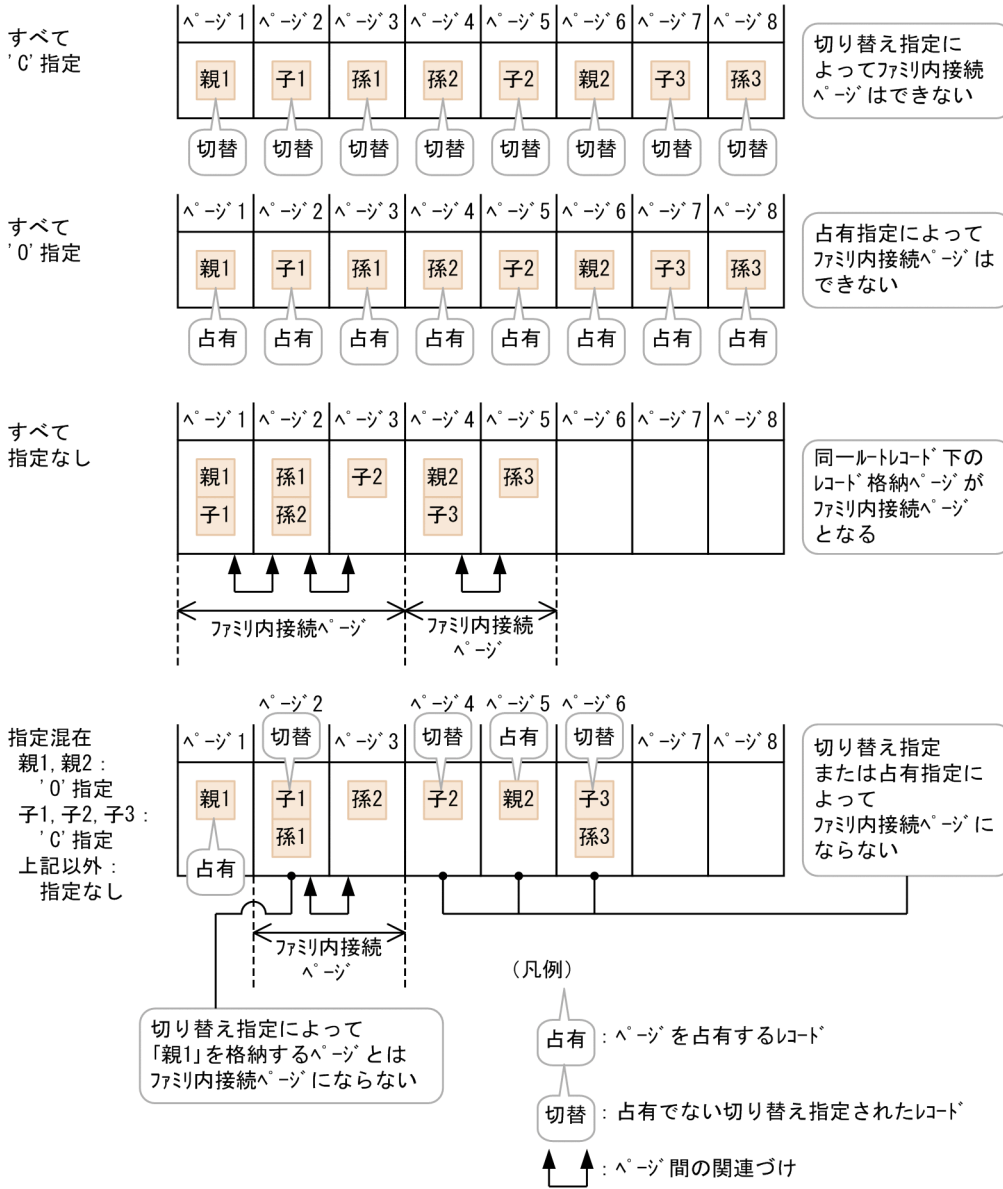 すべて
'C'指定
ページ1 ページ2 ページ3 ページ4 ページ5 ページ6 ページ7 ページ8
親1 子1 孫1 孫2 子2 親2 子3 孫3
切替 切替 切替 切替 切替 切替 切替 切替
切り替え指定に
よってファミリ内接続
ページはできない
すべて
'O'指定
ページ1 ページ2 ページ3 ページ4 ページ5 ページ6 ページ7 ページ8
親1 子1 孫1 孫2 子2 親2 子3 孫3
占有 占有 占有 占有 占有 占有 占有 占有
占有指定によって
ファミリ内接続ページは
できない
すべて
指定なし
ページ1 ページ2 ページ3 ページ4 ページ5 ページ6 ページ7 ページ8
親1 孫1 子2 親2 孫3
子1 孫2 子3
同一ルートレコード下の
レコード格納ページが
ファミリ内接続ページ
となる
ファミリ内接続ページ
ファミリ内接続
ページ
指定混在
親1,親2:
'O'指定
子1,子2,子3:
'C'指定
上記以外:
指定なし
ページ2 ページ4 ページ5 ページ6
ページ1 切替 ページ3 切替 占有 切替 ページ7 ページ8
親1 子1 孫2 子2 親2 子3
孫1 孫3
占有
切り替え指定
または占有指定に
よって
ファミリ内接続ページに
ならない
ファミリ内接続
ページ
切り替え指定によって
「親1」を格納するページとは
ファミリ内接続ページにならない
(凡例)
占有 :ページを占有するレコード
切替 :占有でない切り替え指定されたレコード
:ページ間の関連づけ